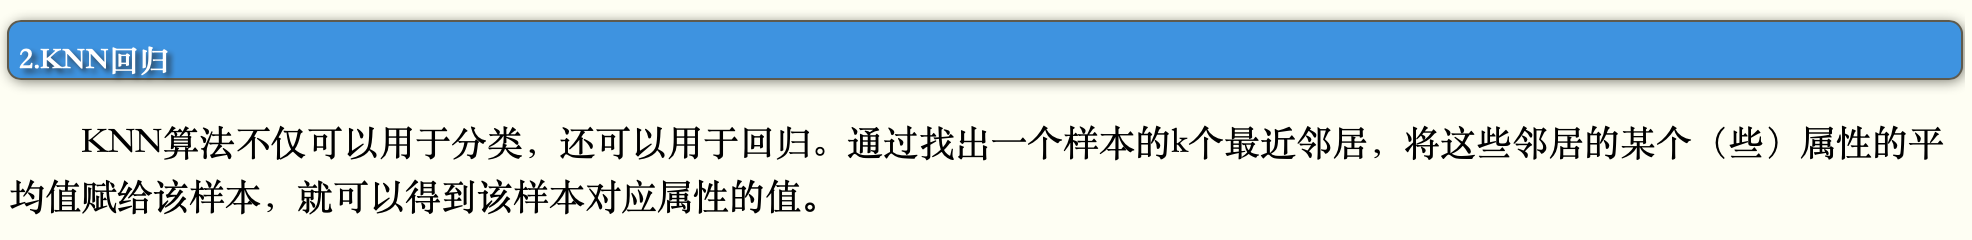 2.KNN回归
KNN算法不仅可以用于分类，还可以用于回归。通过找出一个样本的k个最近邻居，将这些邻居的某个（些）属性的平
均值赋给该样本，就可以得到该样本对应属性的值。